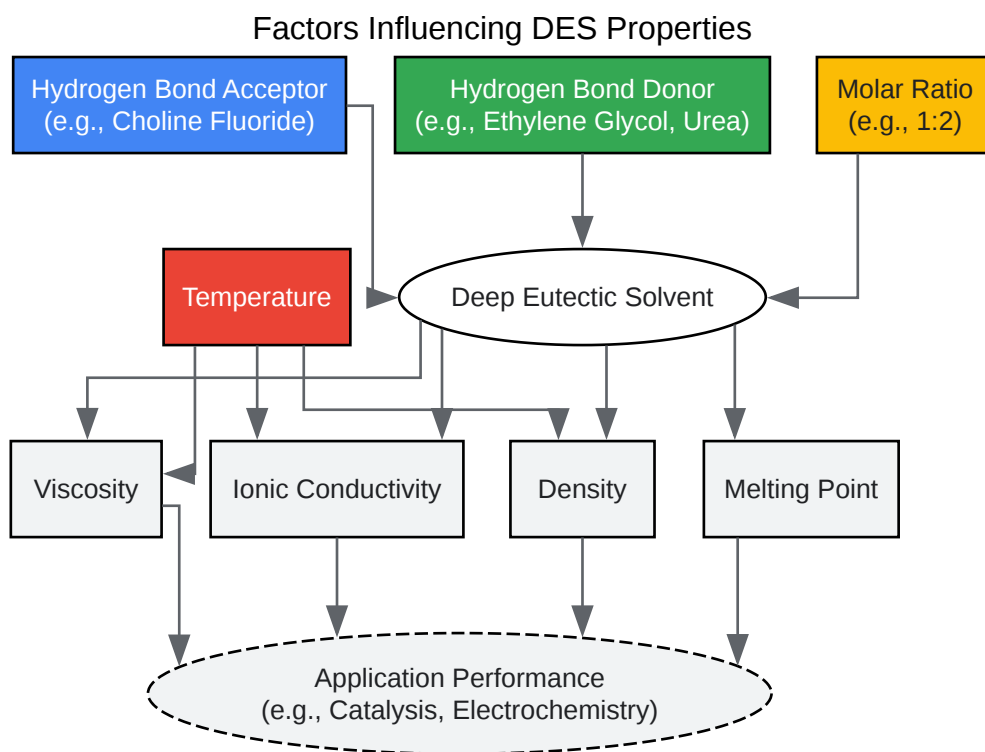 Factors Influencing DES Properties
Hydrogen Bond Acceptor
(e.g., Choline Fluoride)
Hydrogen Bond Donor
(e.g., Ethylene Glycol, Urea)
Molar Ratio
(e.g., 1:2)
Temperature
Deep Eutectic Solvent
Viscosity
Ionic Conductivity
Density
Melting Point
Application Performance
(e.g., Catalysis, Electrochemistry)